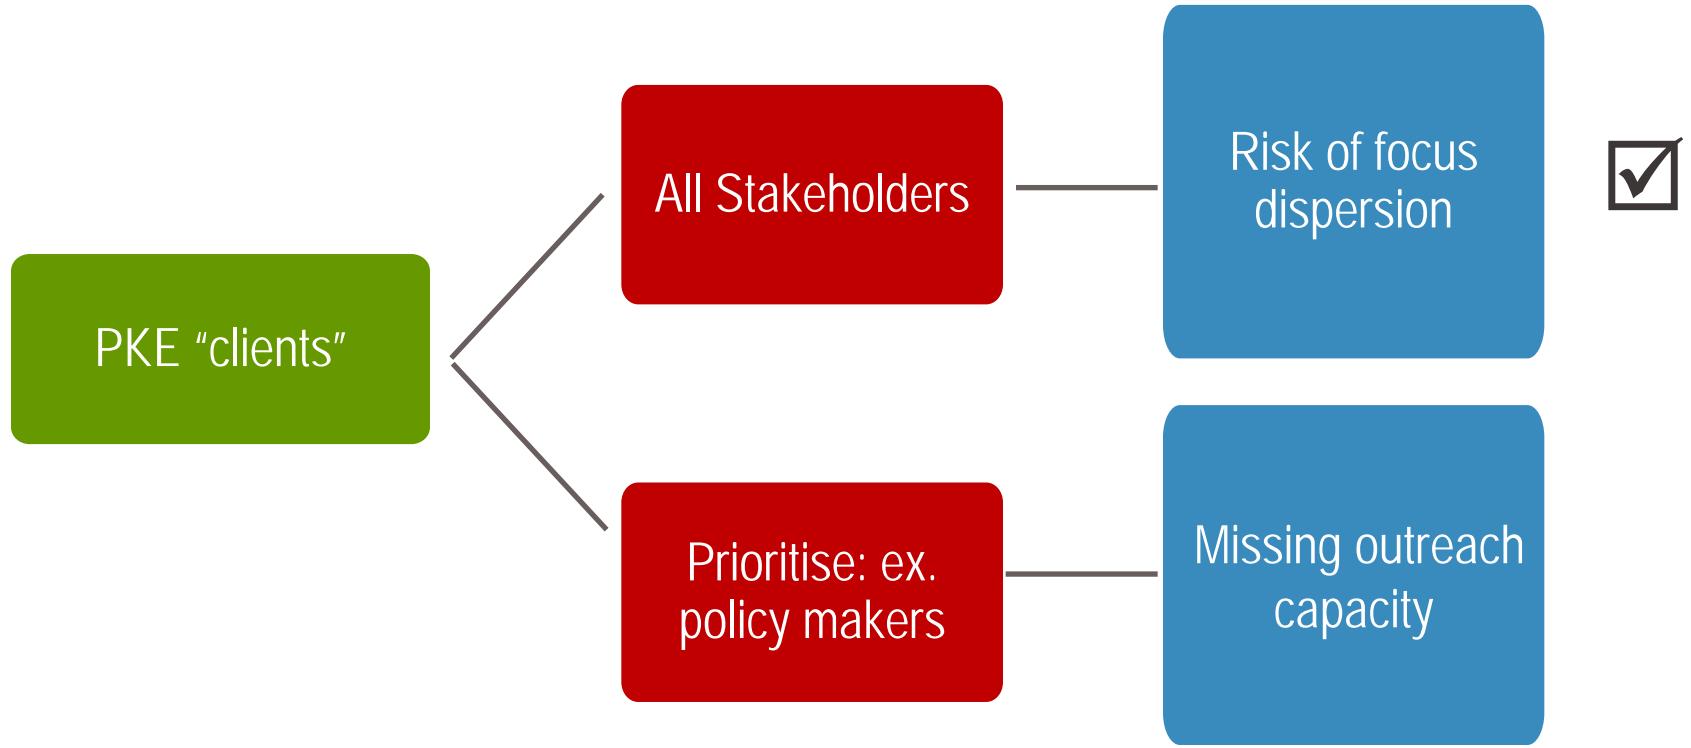 PKE “clients”
All Stakeholders
Risk of focus
dispersion
Prioritise: ex.
policy makers
Missing outreach
capacity